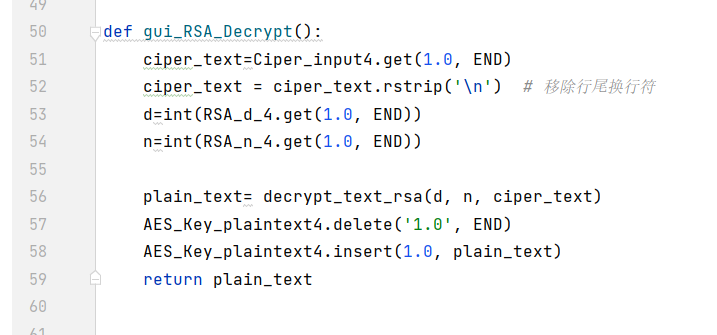 49
50 def gui_RSA_Decrypt():
51 ciper_text=Ciper_input4.get(1.0, END)
52 ciper_text = ciper_text.rstrip('\n')  # 移除行尾换行符
53 d=int(RSA_d_4.get(1.0, END))
54 n=int(RSA_n_4.get(1.0, END))
55
56 plain_text= decrypt_text_rsa(d, n, ciper_text)
57 AES_Key_plaintext4.delete('1.0', END)
58 AES_Key_plaintext4.insert(1.0, plain_text)
59 return plain_text
60
61